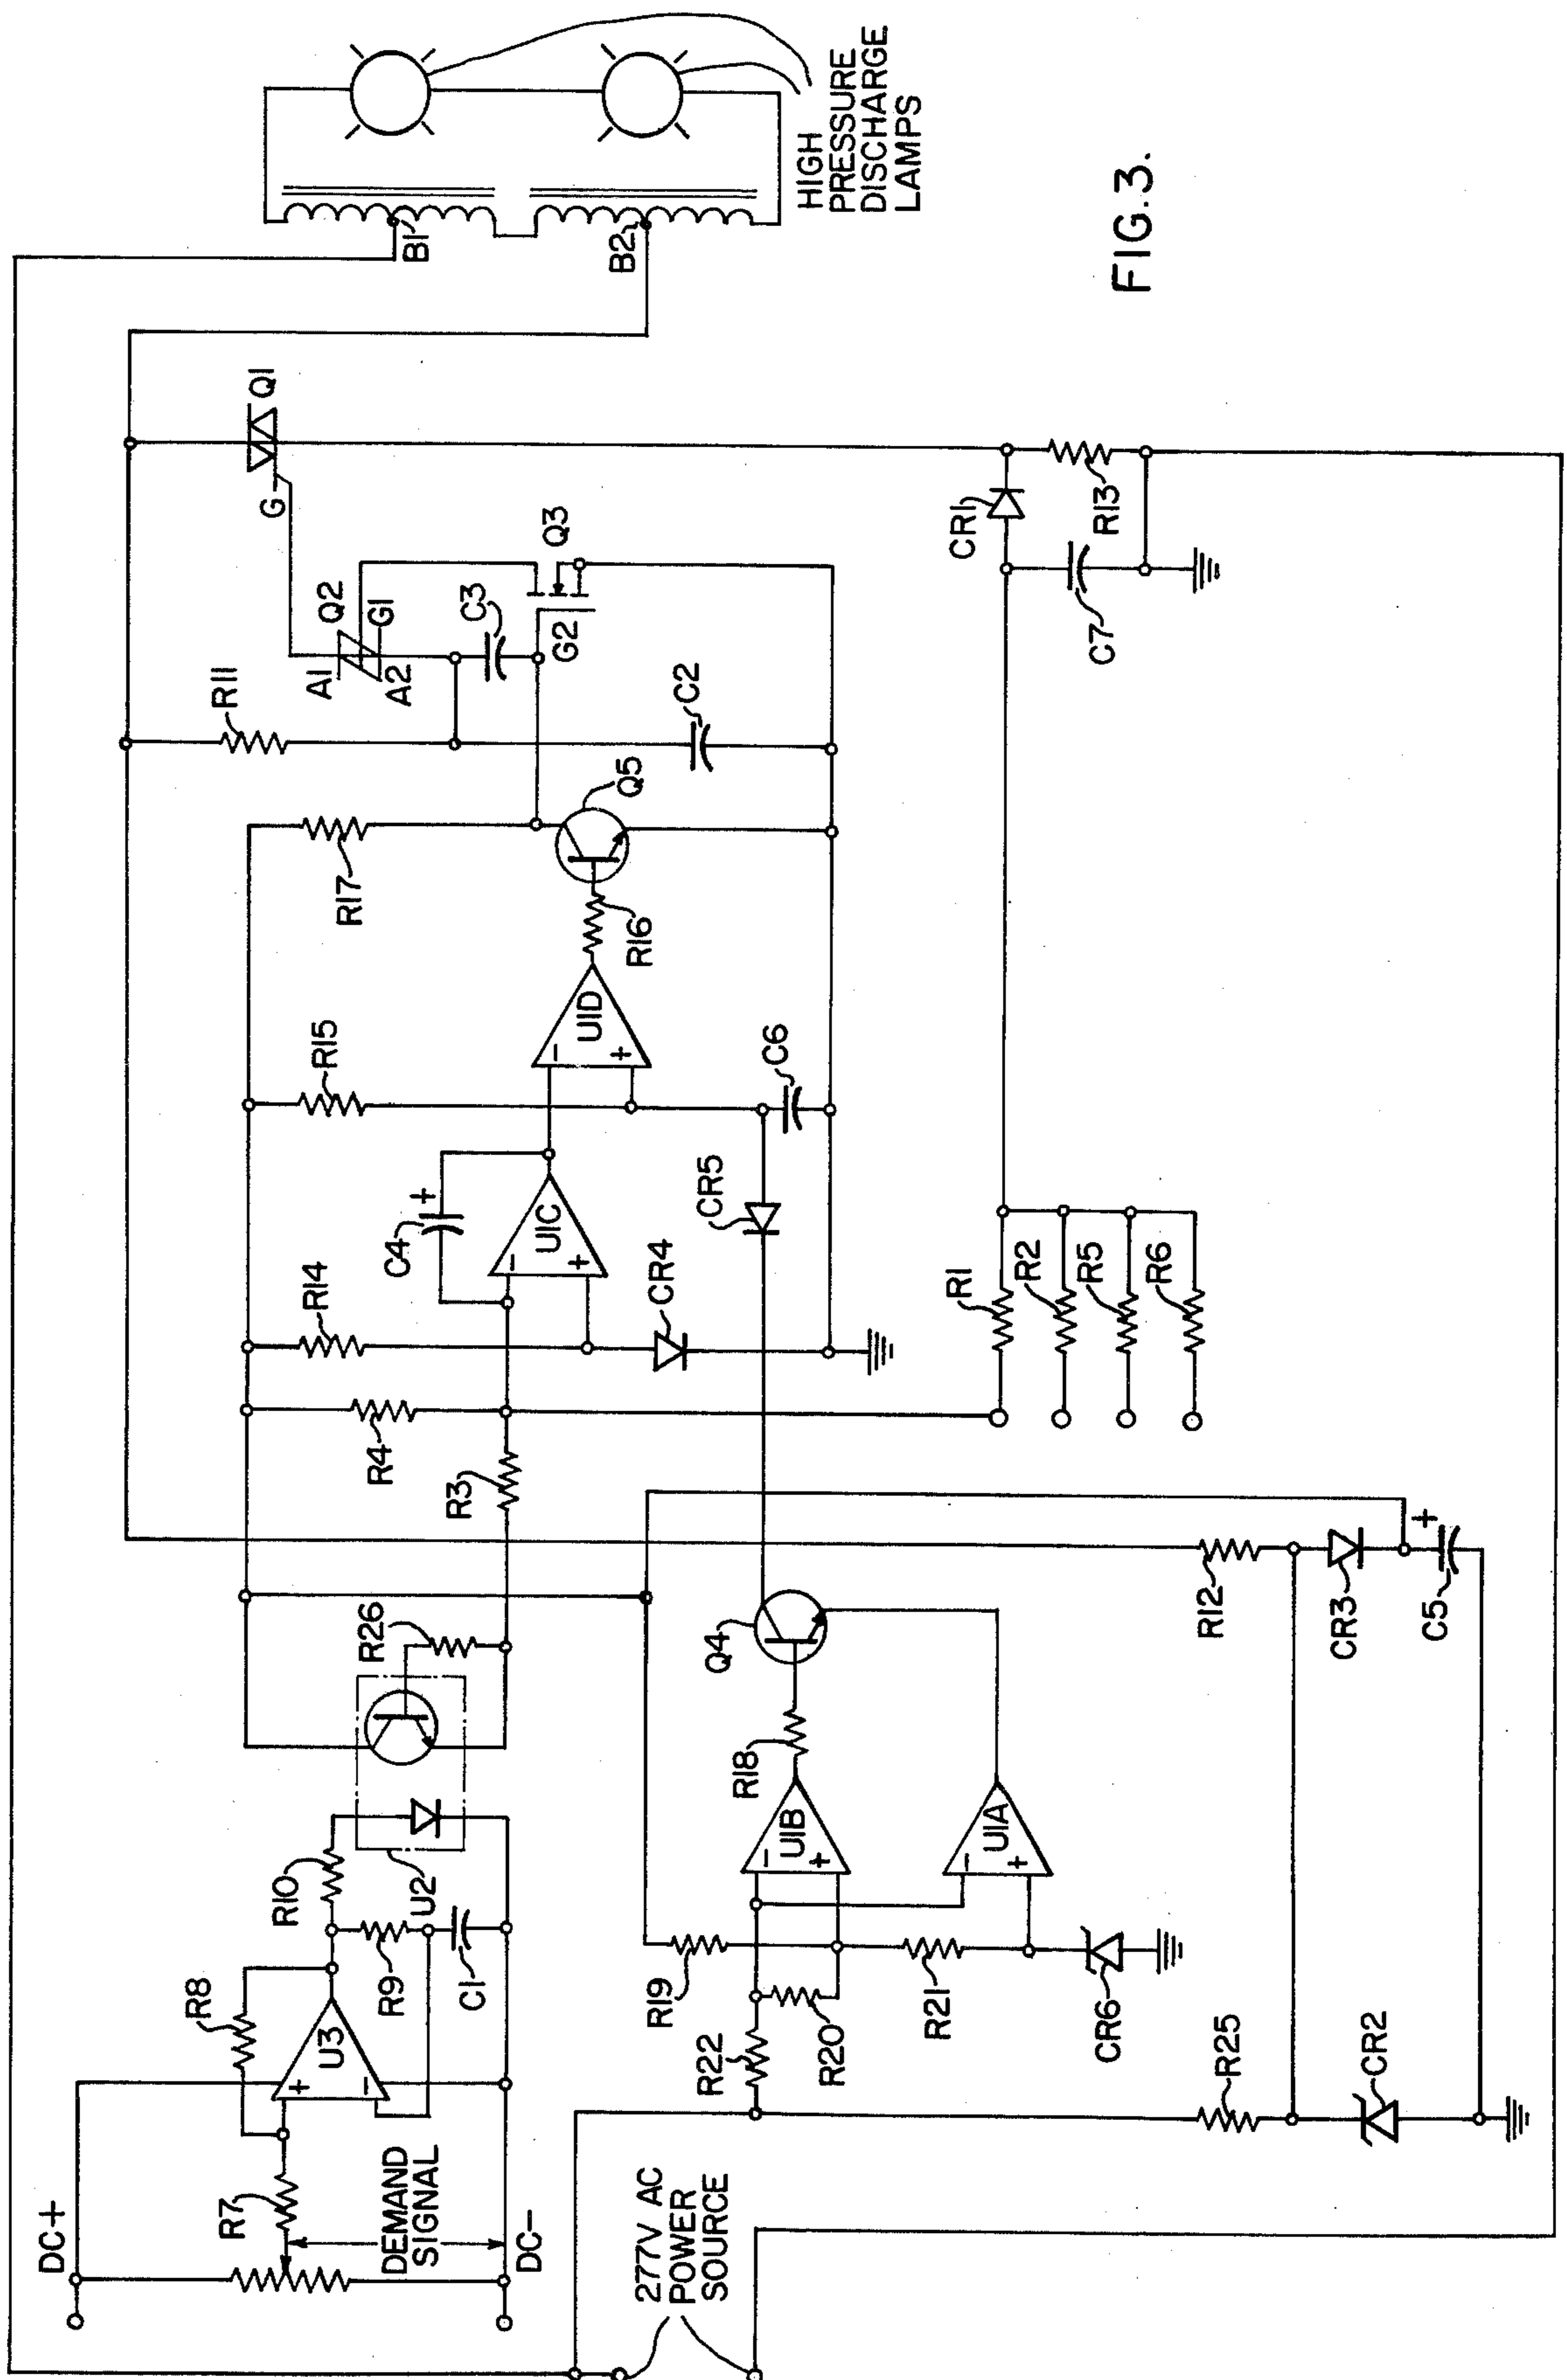 DC+
R7
DEMAND
SIGNAL
DC-
R8
U3
+
-
R9
C1
R10
U2
R26
R3
R4
R14
C4
+
U1C
-
+
CR4
R15
U1D
-
+
R16
CR5
C6
R17
Q5
R11
C2
C3
A1
A2
Q2
G1
G2
Q3
G
Q1
B1
B2
HIGH
PRESSURE
DISCHARGE
LAMPS
277V AC
POWER
SOURCE
R22
R20
R19
R21
CR6
U1B
-
+
U1A
-
+
R18
Q4
R25
CR2
R12
CR3
C5
+
R1
R2
R5
R6
CR1
C7
R13
FIG.3.